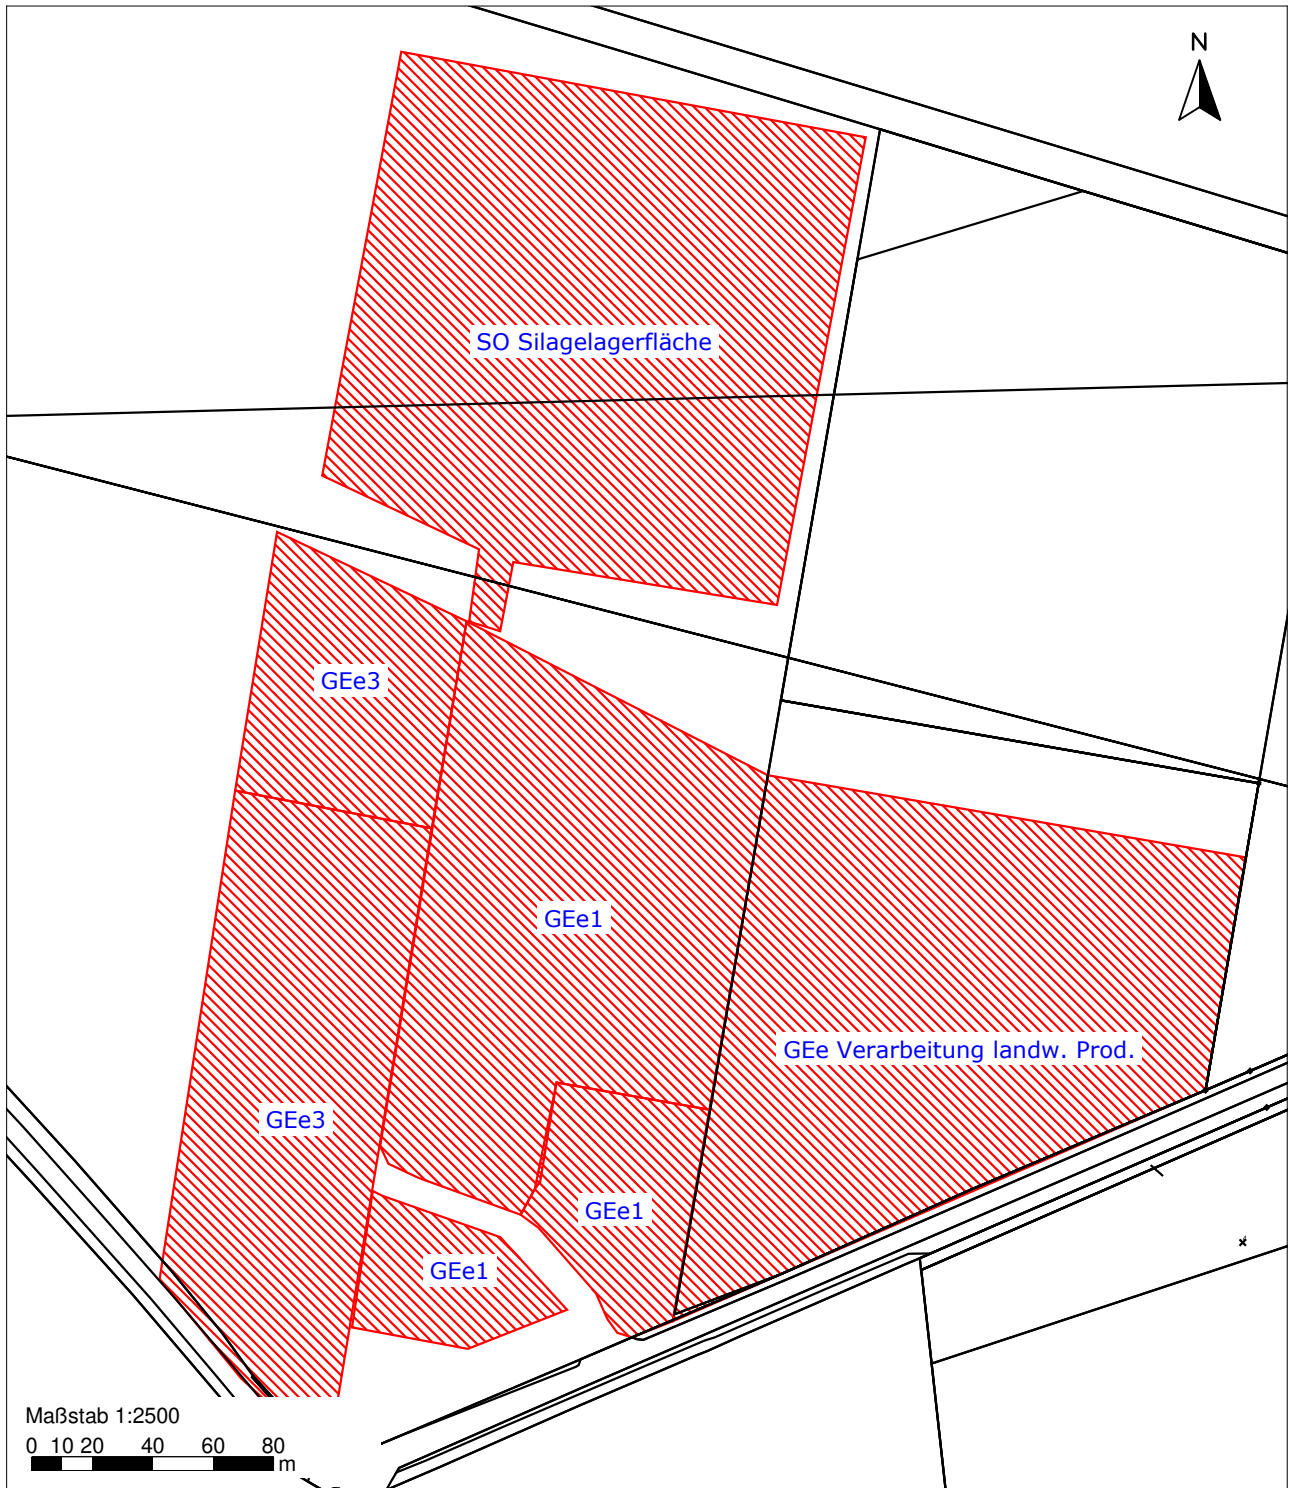 N
SO Silagelagerfläche
GEe3
GEe1
GEe Verarbeitung landw. Prod.
GEe3
GEe1
GEe1
Maßstab 1:2500
0 10 20 40 60 80
m